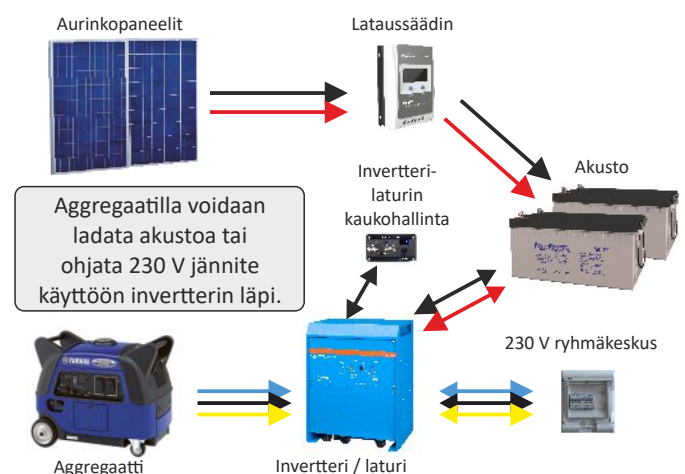 Aurinkopaneelit
Lataussäädin
Invertteri-
laturin
kaukohallinta
Akusto
Aggregaatilla voidaan
ladata akustoa tai
ohjata 230 V jännite
käyttöön invertterin läpi.
230 V ryhmäkeskus
YAMAHA
Aggregaatti
Invertteri / laturi